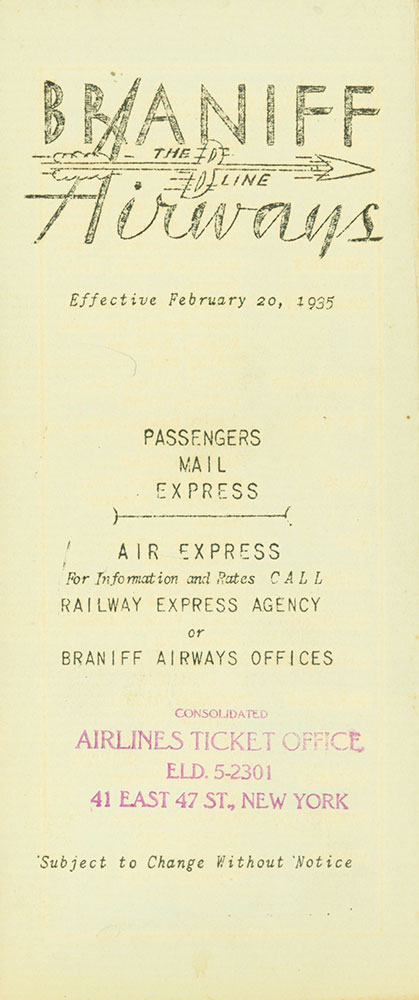 BRANIFF
THE B
B LINE
Airways
Effective February 20, 1935
PASSENGERS
MAIL
EXPRESS
AIR EXPRESS
For Information and Rates CALL
RAILWAY EXPRESS AGENCY
or
BRANIFF AIRWAYS OFFICES
CONSOLIDATED
AIRLINES TICKET OFFICE
ELD. 5-2301
41 EAST 47 ST., NEW YORK
Subject to Change Without Notice